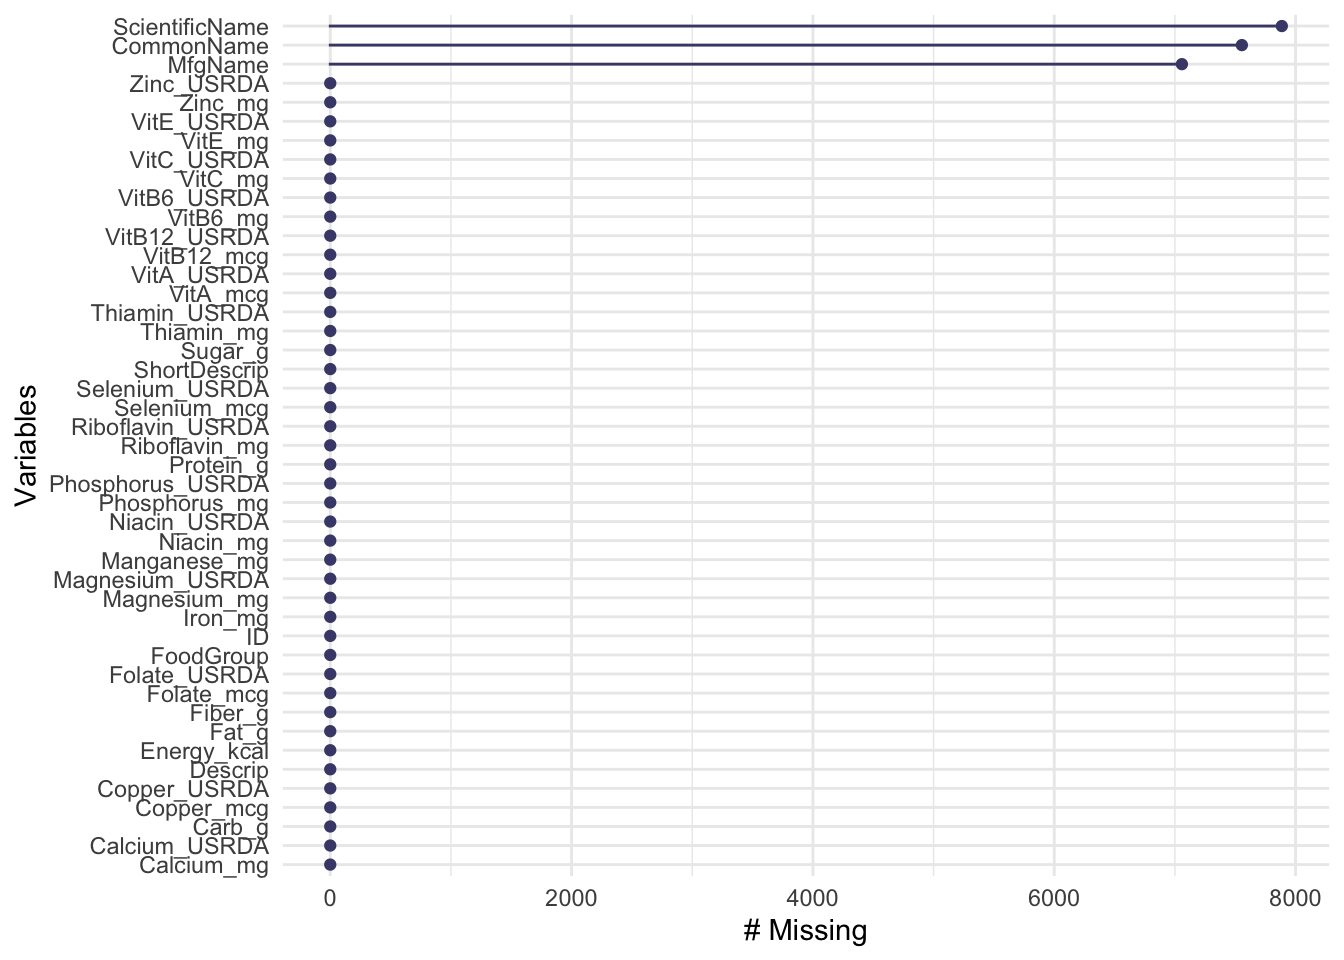 ScientificName
CommonName
MfgName
Zinc_USRDA
Zinc_mg
VitE_USRDA
VitE_mg
VitC_USRDA
VitC_mg
VitB6_USRDA
VitB6_mg
VitB12_USRDA
VitB12_mcg
VitA_USRDA
VitA_mcg
Thiamin_USRDA
Thiamin_mg
Sugar_g
ShortDescrip
Selenium_USRDA
Selenium_mcg
Riboflavin_USRDA
Riboflavin_mg
Protein_g
Phosphorus_USRDA
Phosphorus_mg
Niacin_USRDA
Niacin_mg
Manganese_mg
Magnesium_USRDA
Magnesium_mg
Iron_mg
ID
FoodGroup
Folate_USRDA
Folate_mcg
Fiber_g
Fat_g
Energy_kcal
Descrip
Copper_USRDA
Copper_mcg
Carb_g
Calcium_USRDA
Calcium_mg
Variables
0 2000 4000 6000 8000
# Missing